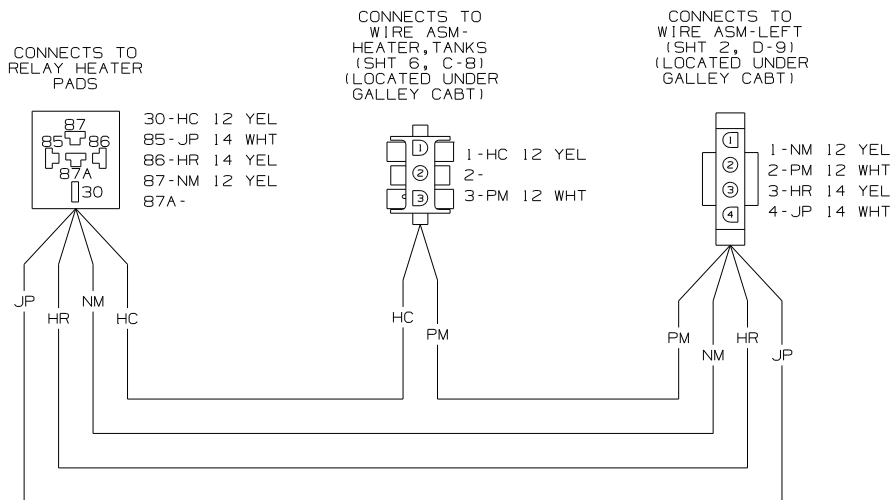 CONNECTS TO
RELAY HEATER
PADS
87
85
86
87A
30
30-HC 12 YEL
85-JP 14 WHT
86-HR 14 YEL
87-NM 12 YEL
87A-
CONNECTS TO
WIRE ASM-
HEATER,TANKS
(SHT 6, C-8)
(LOCATED UNDER
GALLEY CABT)
1
2
3
1-HC 12 YEL
2-
3-PM 12 WHT
CONNECTS TO
WIRE ASM-LEFT
(SHT 2, D-9)
(LOCATED UNDER
GALLEY CABT)
1
2
3
4
1-NM 12 YEL
2-PM 12 WHT
3-HR 14 YEL
4-JP 14 WHT
JP
HR
NM
HC
HC
PM
PM
NM
HR
JP